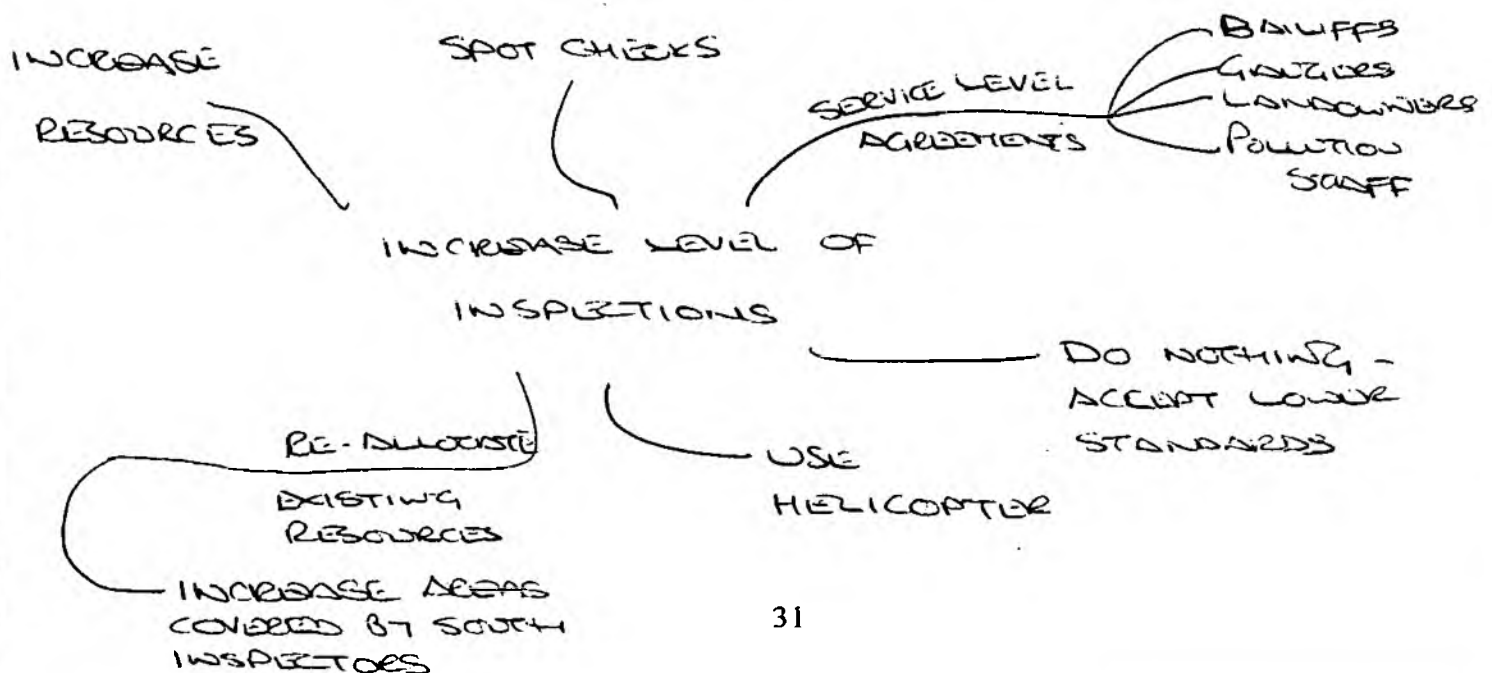 INCREASE
RESOURCES
SPOT CHECKS
SERVICE LEVEL
AGREEMENTS
BAILIFFS
GAUGERS
LANDOWNERS
POLLUTION
STAFF
INCREASE LEVEL OF
INSPECTIONS
DO NOTHING -
ACCEPT LOWER
STANDARDS
USE
HELICOPTER
RE-ALLOCATE
EXISTING
RESOURCES
INCREASE AREAS
COVERED BY SOUTH
INSPECTORS
31